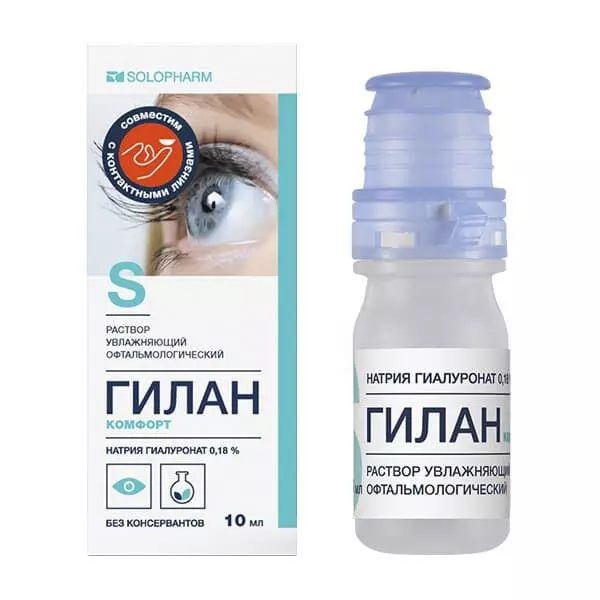 SOLOPHARM
СОВМЕСТИМ
С КОНТАКТНЫМИ ЛИНЗАМИ
S
РАСТВОР
УВЛАЖНЯЮЩИЙ
ОФТАЛЬМОЛОГИЧЕСКИЙ
ГИЛАН
КОМФОРТ
НАТРИЯ ГИАЛУРОНАТ 0,18 %
БЕЗ КОНСЕРВАНТОВ 10 мл
НАТРИЯ ГИАЛУРОНАТ 0,18
ГИЛАН
РАСТВОР УВЛАЖНЯЮЩИЙ
мл ОФТАЛЬМОЛОГИЧЕСКИЙ